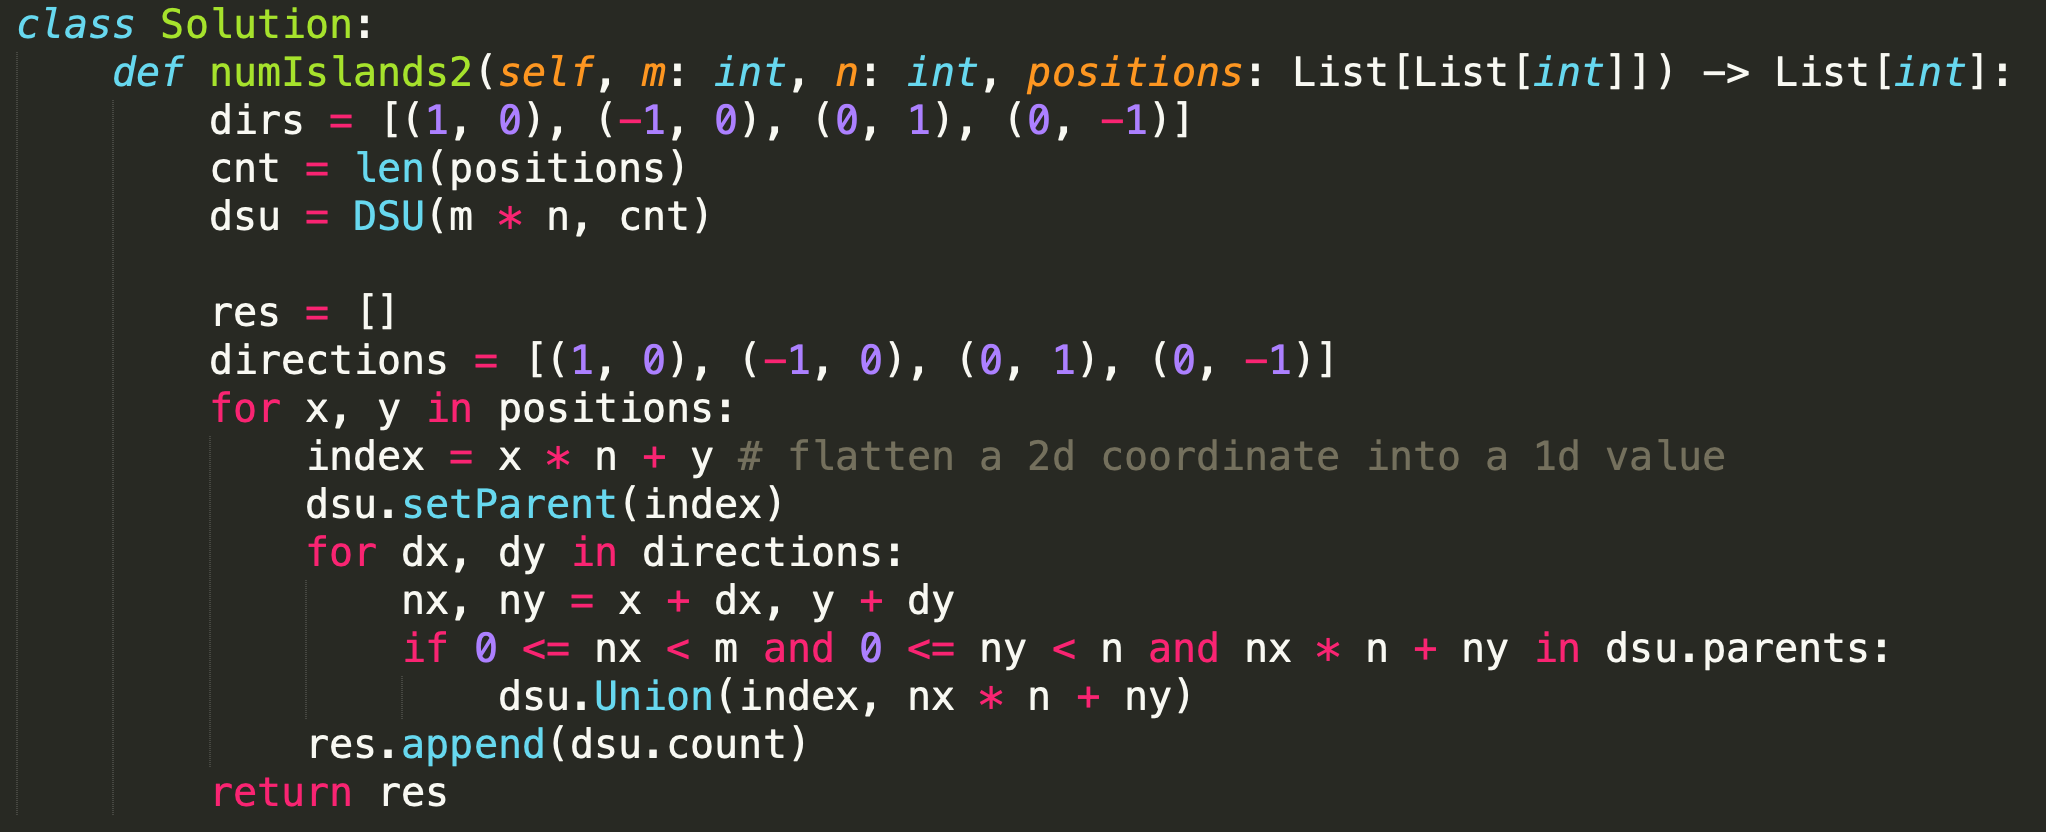 class Solution:
    def numIslands2(self, m: int, n: int, positions: List[List[int]]) -> List[int]:
        dirs = [(1, 0), (-1, 0), (0, 1), (0, -1)]
        cnt = len(positions)
        dsu = DSU(m * n, cnt)

        res = []
        directions = [(1, 0), (-1, 0), (0, 1), (0, -1)]
        for x, y in positions:
            index = x * n + y # flatten a 2d coordinate into a 1d value
            dsu.setParent(index)
            for dx, dy in directions:
                nx, ny = x + dx, y + dy
                if 0 <= nx < m and 0 <= ny < n and nx * n + ny in dsu.parents:
                    dsu.Union(index, nx * n + ny)
            res.append(dsu.count)
        return res